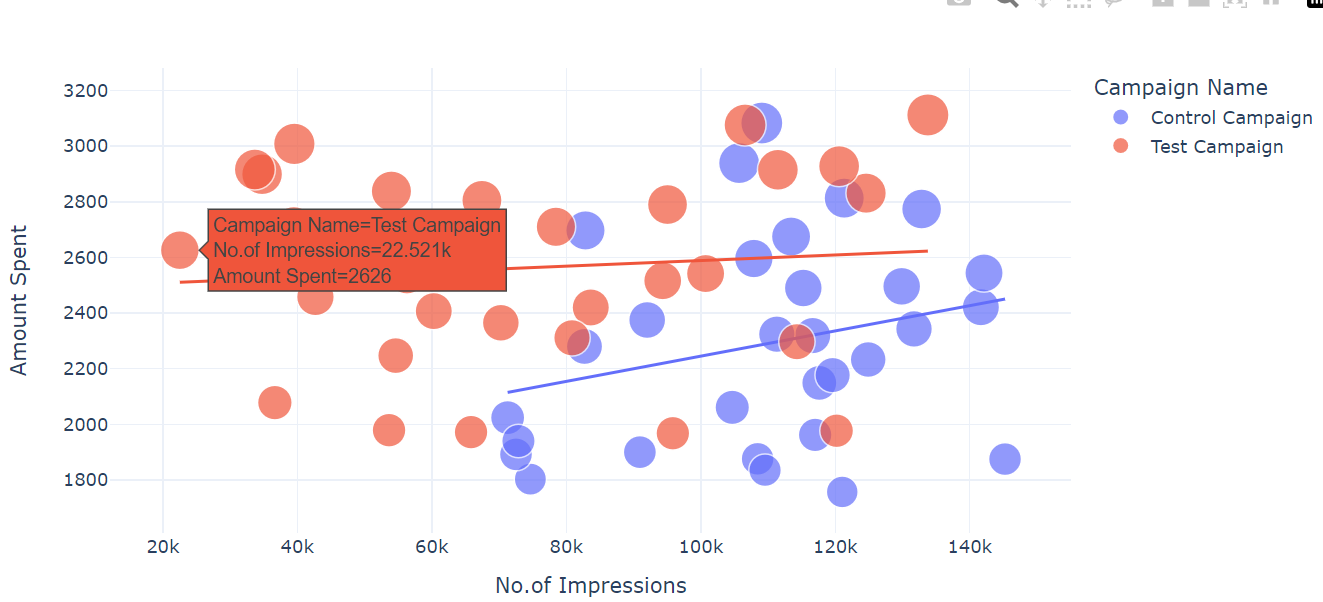 Campaign Name
Control Campaign
Test Campaign
3200
3000
2800
2600
2400
2200
2000
1800
Amount Spent
Campaign Name=Test Campaign
No.of Impressions=22.521k
Amount Spent=2626
20k
40k
60k
80k
100k
120k
140k
No.of Impressions